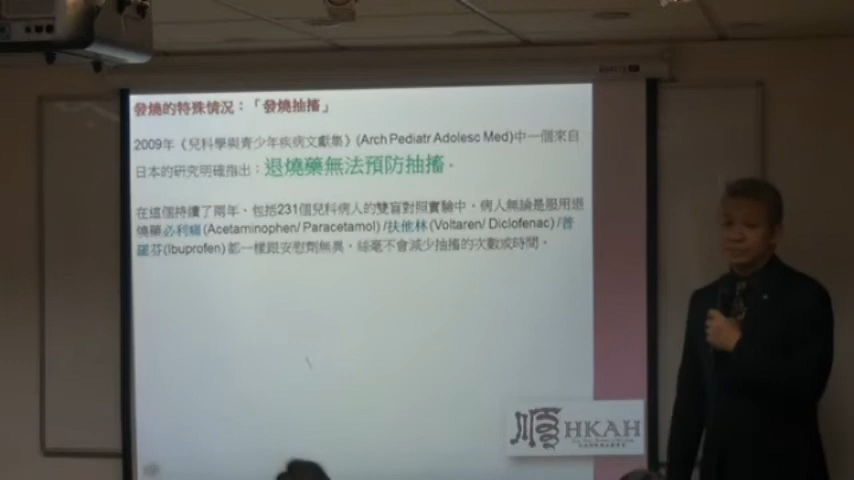 發燒的特殊情況：「發燒抽搐」
2009年《兒科學與青少年疾病文獻集》(Arch Pediatr Adolesc Med)中一個來自
日本的研究明確指出：退燒藥無法預防抽搐。
在這個持續了兩年、包括231個兒科病人的雙盲對照實驗中，病人無論是服用退
燒藥必利痛(Acetaminophen/ Paracetamol) /扶他林(Voltaren/ Diclofenac) /普
羅芬(Ibuprofen) 都一樣跟安慰劑無異，絲毫不會減少抽搐的次數或時間。
順 HKAH